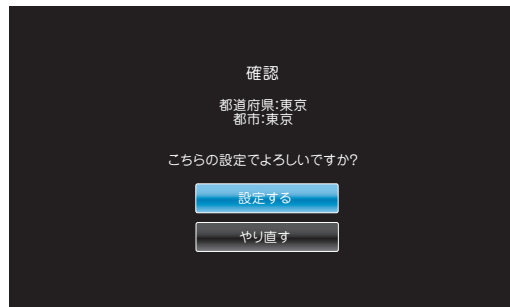 確認
都道府県:東京
都市:東京
こちらの設定でよろしいですか?
設定する
やり直す